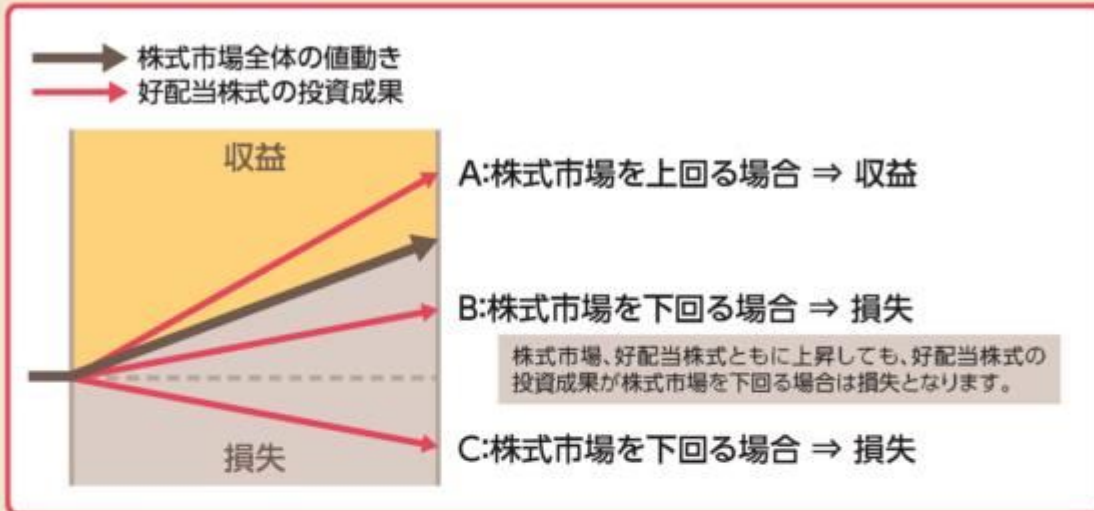 株式市場全体の値動き
好配当株式の投資成果
収益
A:株式市場を上回る場合 ⇒ 収益
B:株式市場を下回る場合 ⇒ 損失
株式市場、好配当株式ともに上昇しても、好配当株式の
投資成果が株式市場を下回る場合は損失となります。
損失
C:株式市場を下回る場合 ⇒ 損失